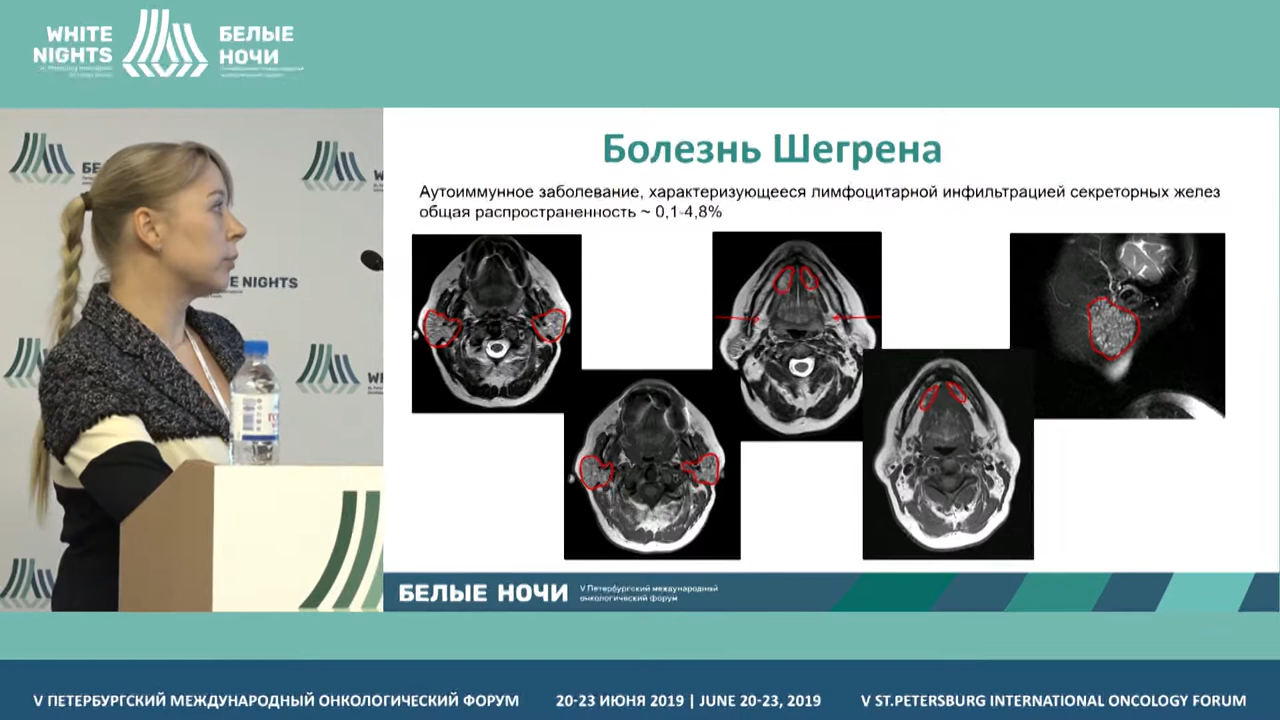 WHITE
NIGHTS
БЕЛЫЕ
НОЧИ
Болезнь Шегрена
Аутоиммунное заболевание, характеризующееся лимфоцитарной инфильтрацией секреторных желез
общая распространенность ~ 0,1-4,8%
WHITE NIGHTS
БЕЛЫЕ НОЧИ
V Петербургский международный
онкологический форум
V ПЕТЕРБУРГСКИЙ МЕЖДУНАРОДНЫЙ ОНКОЛОГИЧЕСКИЙ ФОРУМ
20-23 ИЮНЯ 2019 | JUNE 20-23, 2019
V ST.PETERSBURG INTERNATIONAL ONCOLOGY FORUM